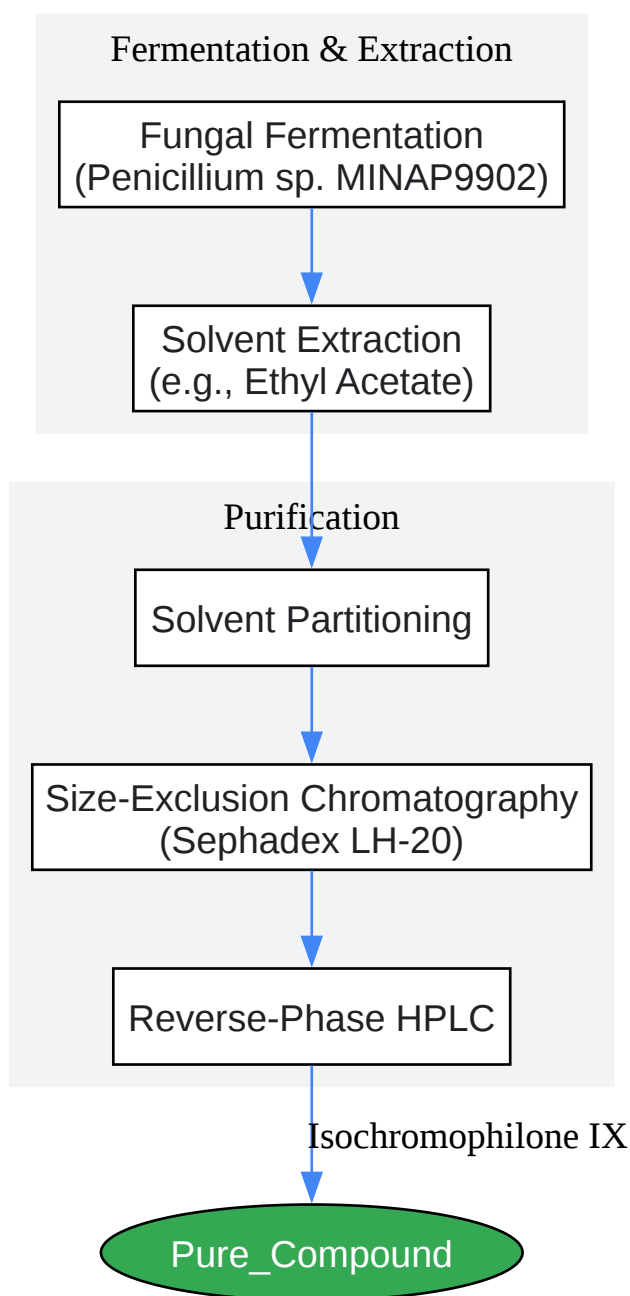 Fermentation & Extraction
Fungal Fermentation
(Penicillium sp. MINAP9902)
Solvent Extraction
(e.g., Ethyl Acetate)
Purification
Solvent Partitioning
Size-Exclusion Chromatography
(Sephadex LH-20)
Reverse-Phase HPLC
Isochromophilone IX
Pure_Compound